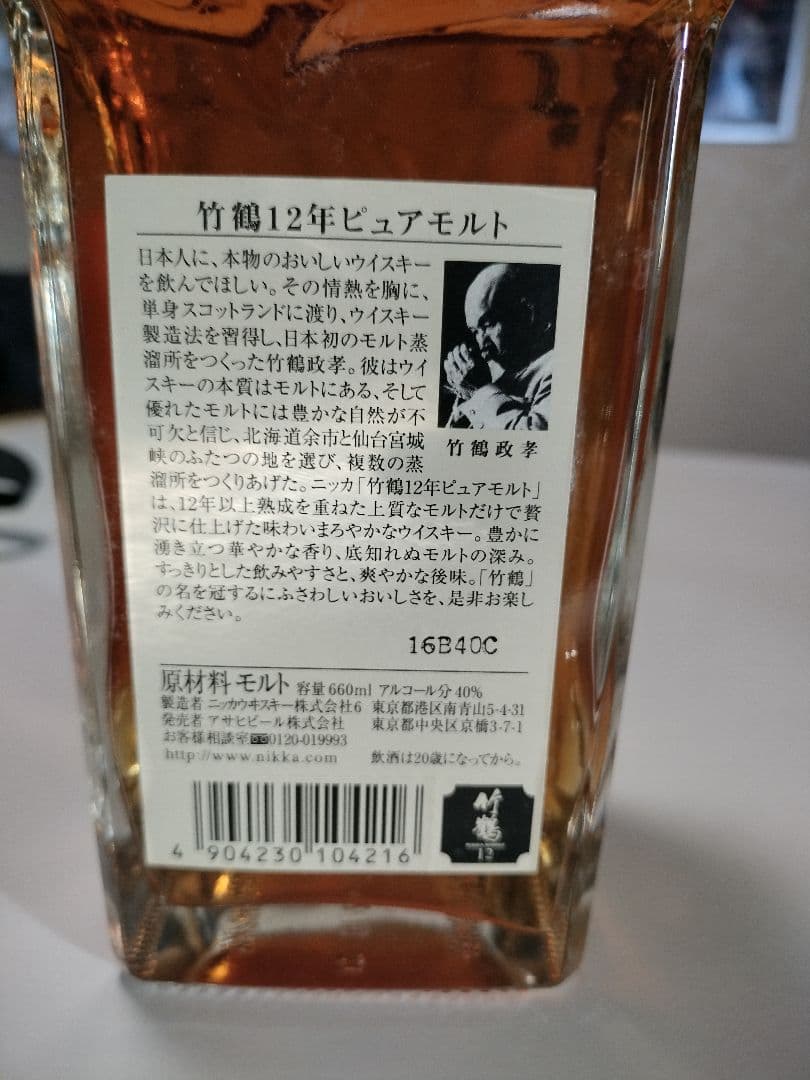 竹鶴12年ピュアモルト
日本人に、本物のおいしいウイスキー
を飲んでほしい。その情熱を胸に、
単身スコットランドに渡り、ウイスキー
製造法を習得し、日本初のモルト蒸
溜所をつくった竹鶴政孝。彼はウイ
スキーの本質はモルトにある、そして
優れたモルトには豊かな自然が不
可欠と信じ、北海道余市と仙台宮城
峡のふたつの地を選び、複数の蒸
溜所をつくりあげた。ニッカ「竹鶴12年ピュアモルト」
は、12年以上熟成を重ねた上質なモルトだけで贅
沢に仕上げた味わいまろやかなウイスキー。豊かに
湧き立つ華やかな香り、底知れぬモルトの深み。
すっきりとした飲みやすさと、爽やかな後味。「竹鶴」
の名を冠するにふさわしいおいしさを、是非お楽し
みください。
竹鶴政孝
16B40C
原材料 モルト 容量 660ml アルコール分 40%
製造者 ニッカウヰスキー株式会社6 東京都港区南青山5-4-31
発売者 アサヒビール株式会社 東京都中央区京橋3-7-1
お客様相談室 0120-019993
http://www.nikka.com 飲酒は20歳になってから。
4 904230 104216
竹鶴
12